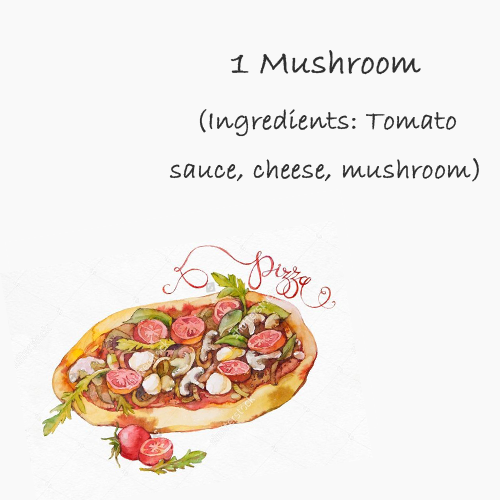 1 Mushroom
(Ingredients: Tomato
sauce, cheese, mushroom)
Pizza